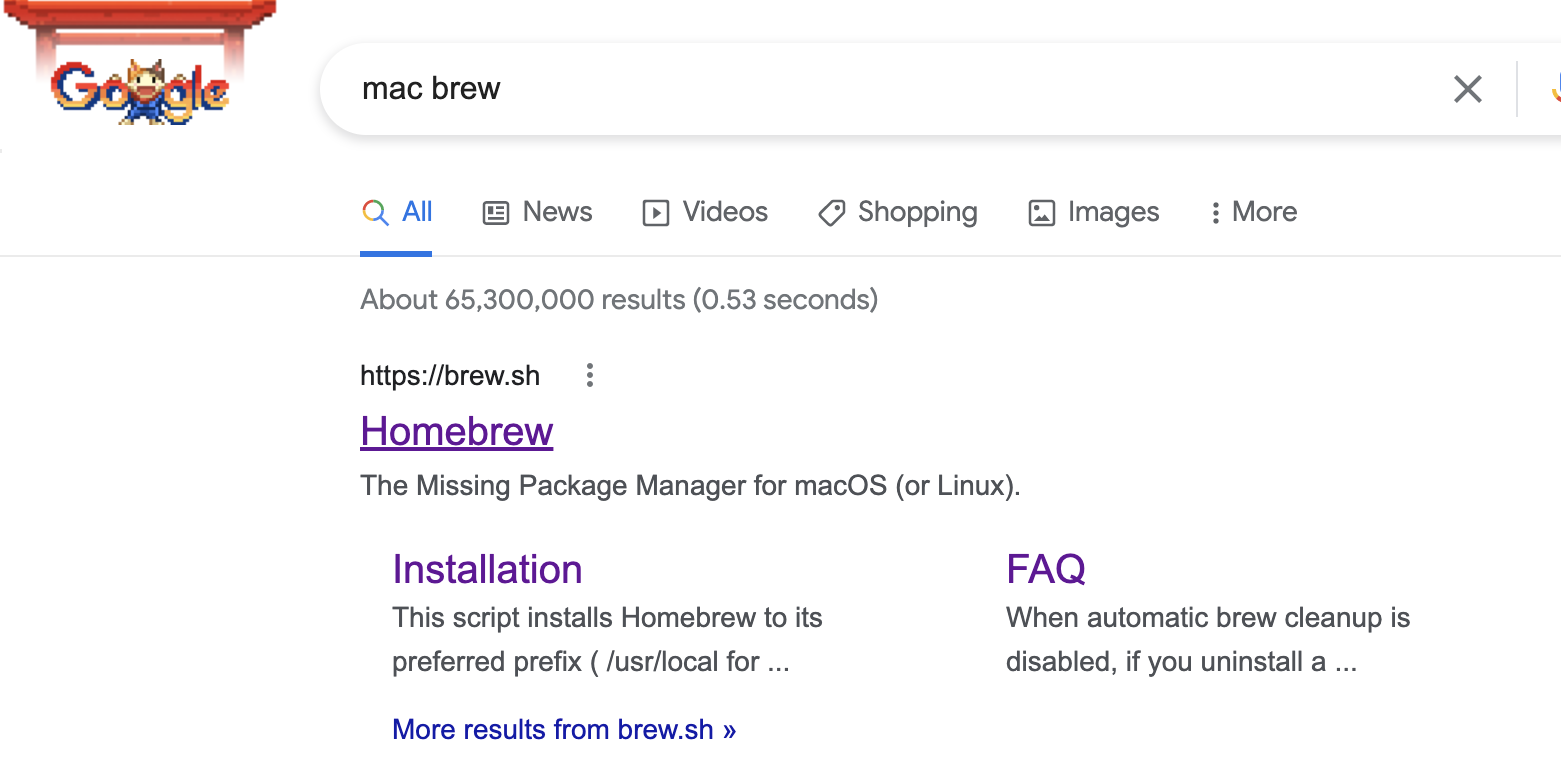 Google
mac brew
All News Videos Shopping Images More
About 65,300,000 results (0.53 seconds)
https://brew.sh
Homebrew
The Missing Package Manager for macOS (or Linux).
Installation
This script installs Homebrew to its
preferred prefix ( /usr/local for ...
FAQ
When automatic brew cleanup is
disabled, if you uninstall a ...
More results from brew.sh »